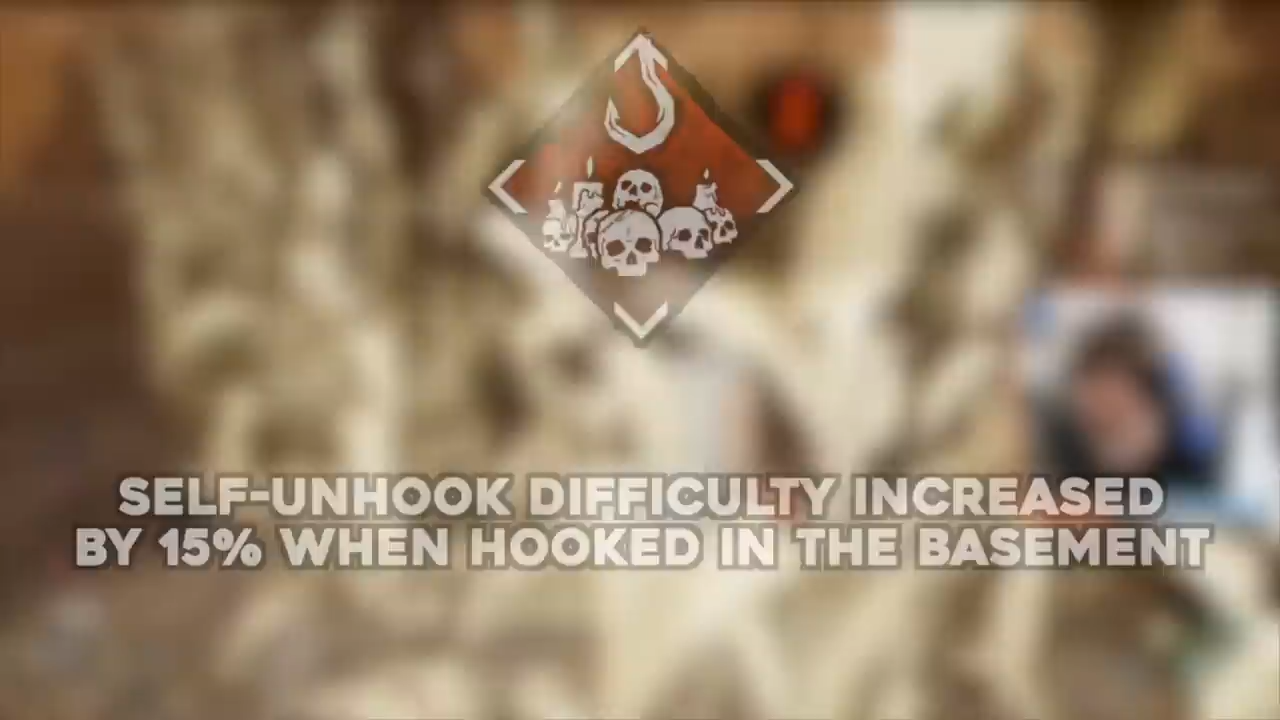 SELF-UNHOOK DIFFICULTY INCREASED
BY 15% WHEN HOOKED IN THE BASEMENT